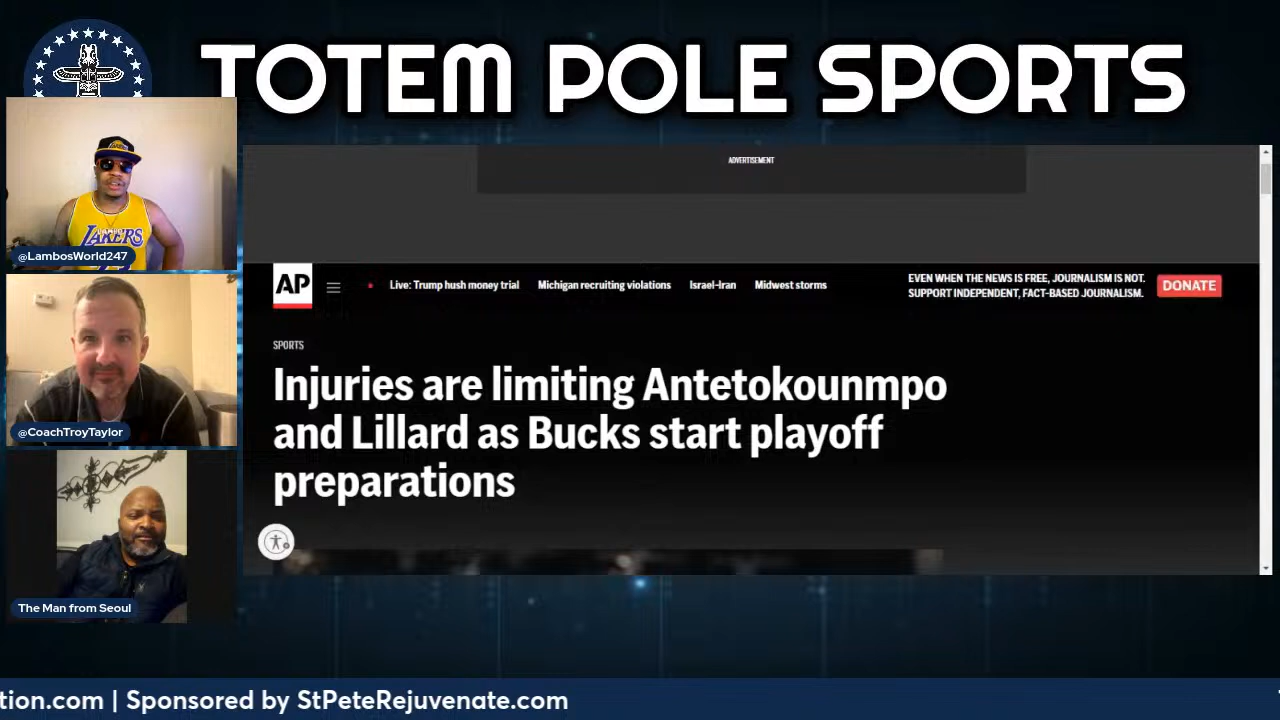 TOTEM POLE SPORTS
LAKERS
@LambosWorld247
@CoachTroyTaylor
The Man from Seoul
ADVERTISEMENT
AP
Live: Trump hush money trial
Michigan recruiting violations
Israel-Iran
Midwest storms
EVEN WHEN THE NEWS IS FREE, JOURNALISM IS NOT.
SUPPORT INDEPENDENT, FACT-BASED JOURNALISM.
DONATE
SPORTS
Injuries are limiting Antetokounmpo
and Lillard as Bucks start playoff
preparations
tion.com | Sponsored by StPeteRejuvenate.com